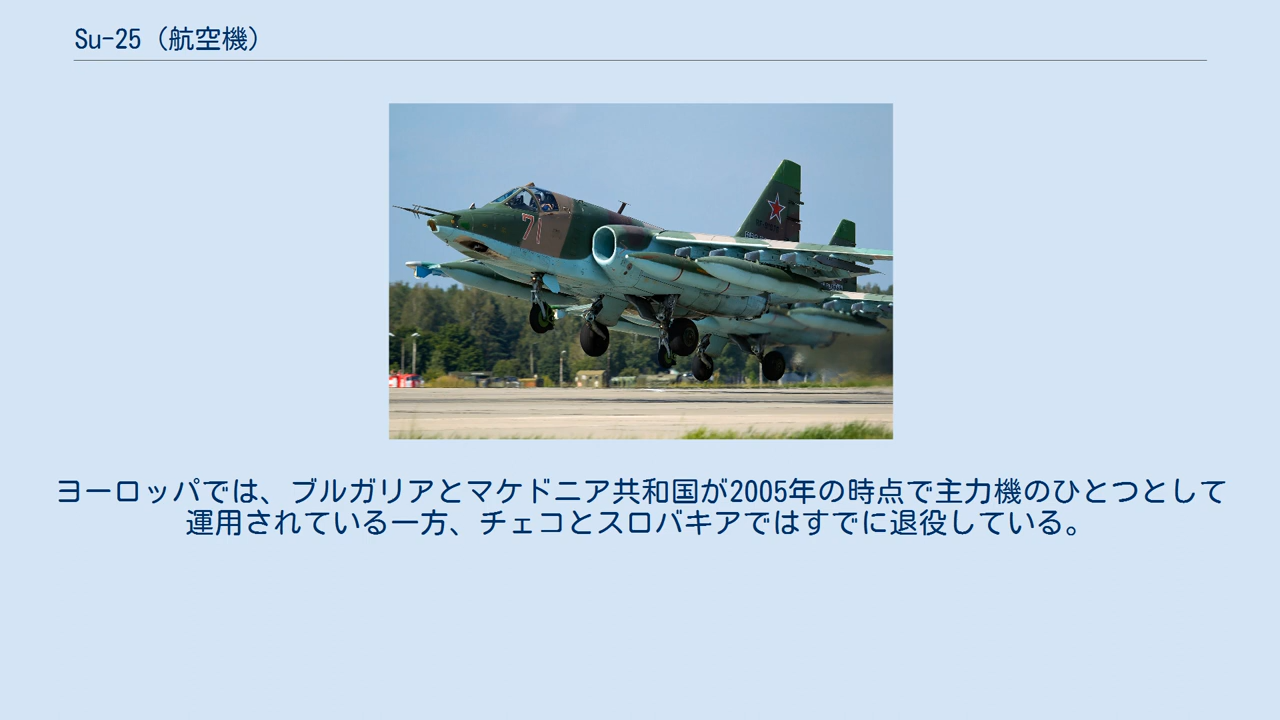 Su-25（航空機）
71
ヨーロッパでは、ブルガリアとマケドニア共和国が2005年の時点で主力機のひとつとして
運用されている一方、チェコとスロバキアではすでに退役している。